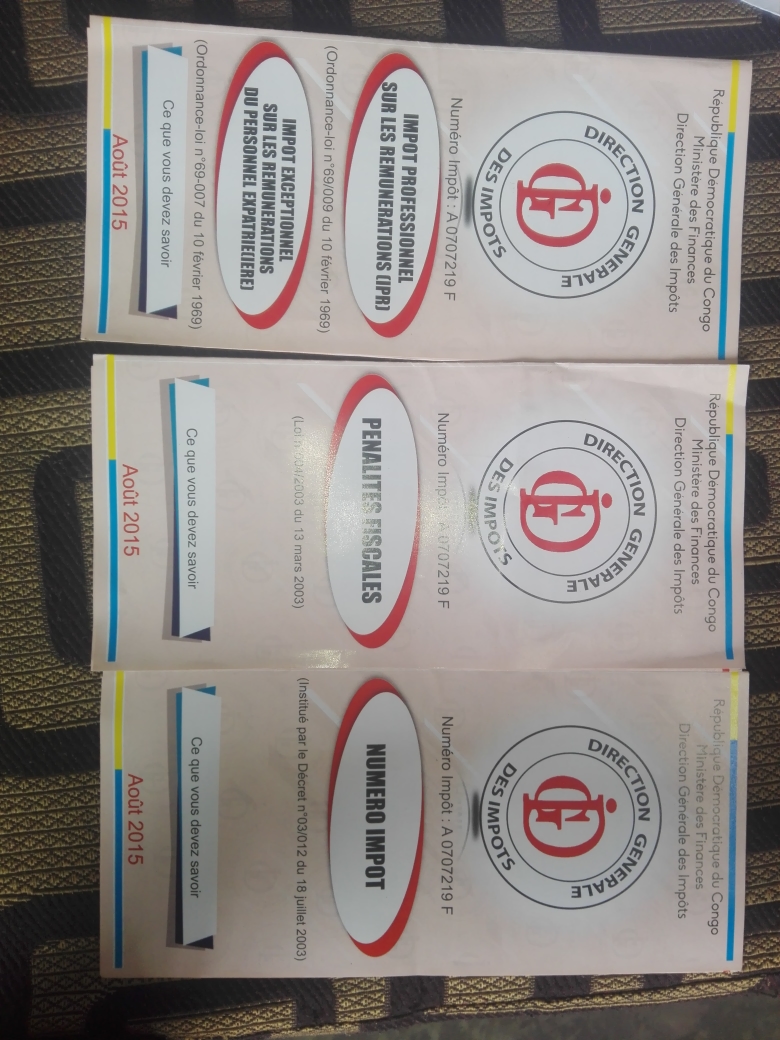 République Démocratique du Congo
Ministère des Finances
Direction Générale des Impôts
DIRECTION GENERALE
DES IMPOTS
DGI
Numéro Impôt : A 0707219 F
IMPOT PROFESSIONNEL
SUR LES REMUNERATIONS (IPR)
(Ordonnance-loi n°69/009 du 10 février 1969)
IMPOT EXCEPTIONNEL
SUR LES REMUNERATIONS
DU PERSONNEL EXPATRIE(IERE)
(Ordonnance-loi n°69-007 du 10 février 1969)
Ce que vous devez savoir
Août 2015
République Démocratique du Congo
Ministère des Finances
Direction Générale des Impôts
DIRECTION GENERALE
DES IMPOTS
DGI
Numéro Impôt : A 0707219 F
PENALITES FISCALES
(Loi n°004/2003 du 13 mars 2003)
Ce que vous devez savoir
Août 2015
République Démocratique du Congo
Ministère des Finances
Direction Générale des Impôts
DIRECTION GENERALE
DES IMPOTS
DGI
Numéro Impôt : A 0707219 F
NUMERO IMPOT
(Institué par le Décret n°03/012 du 18 juillet 2003)
Ce que vous devez savoir
Août 2015